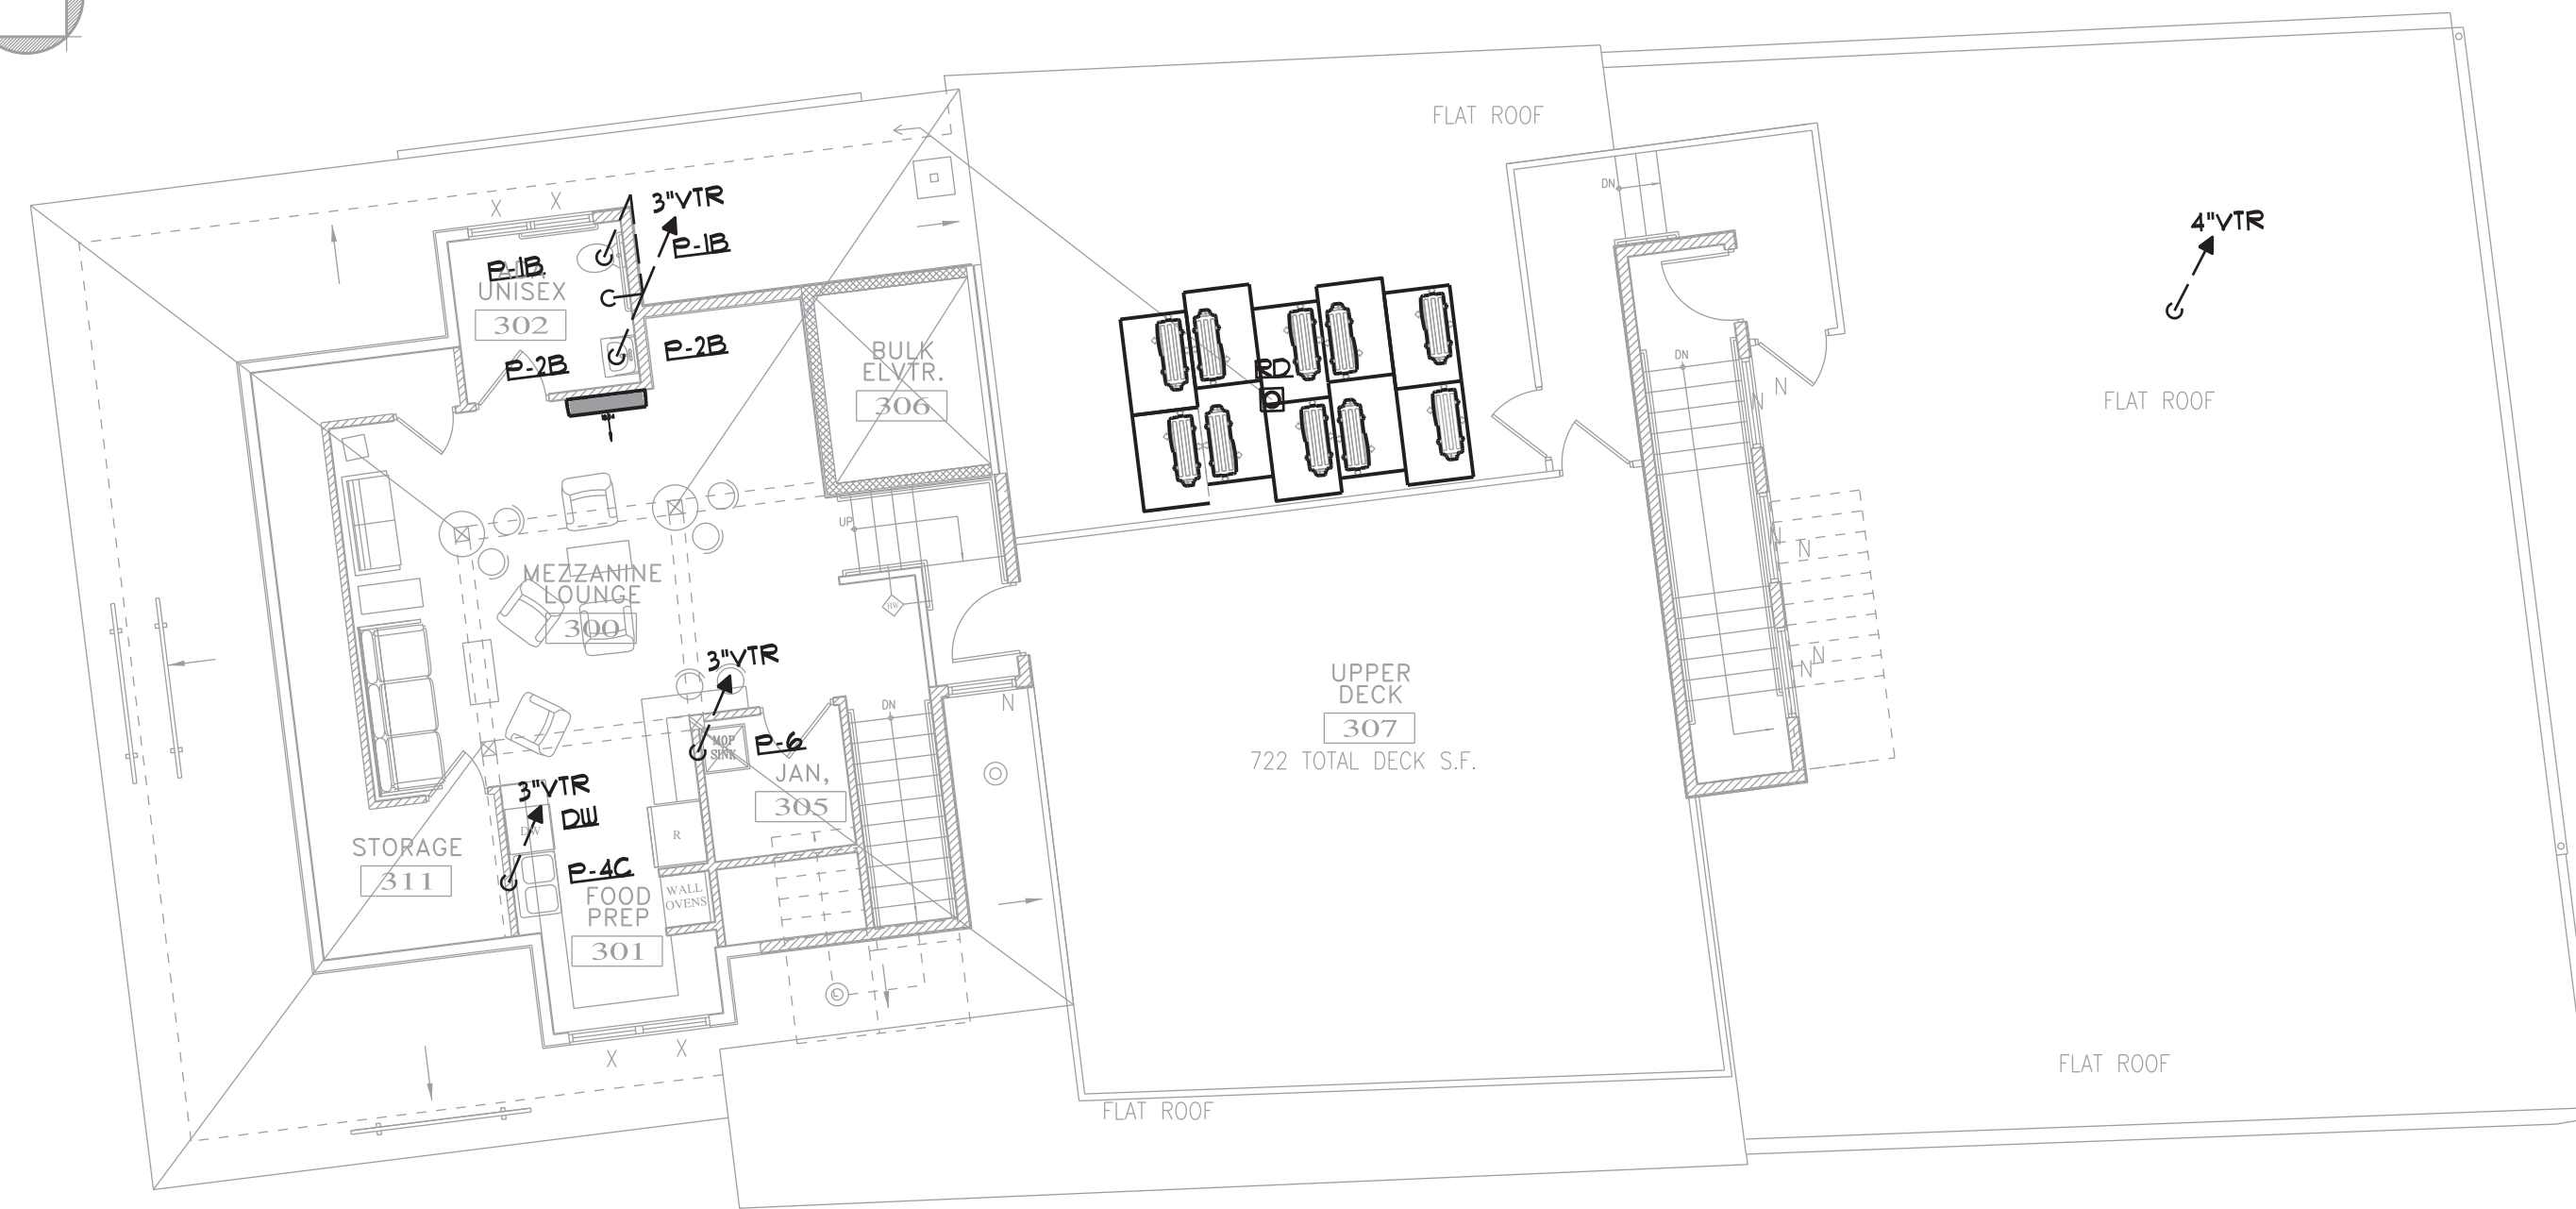 FLAT ROOF
DN
3"VTR
P-1B
4"VTR
P-1B
UNISEX
302
P-2B
P-2B
BULK
ELVTR.
306
RD
DN
N
N
FLAT ROOF
X
X
UP
N
N
MEZZANINE
LOUNGE
300
HW
3"VTR
N
N
UPPER
DECK
307
722 TOTAL DECK S.F.
DN
N
MOP
SINK
P-6
JAN,
305
3"VTR
DW
DW
R
STORAGE
311
P-4C
WALL
OVENS
FOOD
PREP
301
X
X
FLAT ROOF
FLAT ROOF